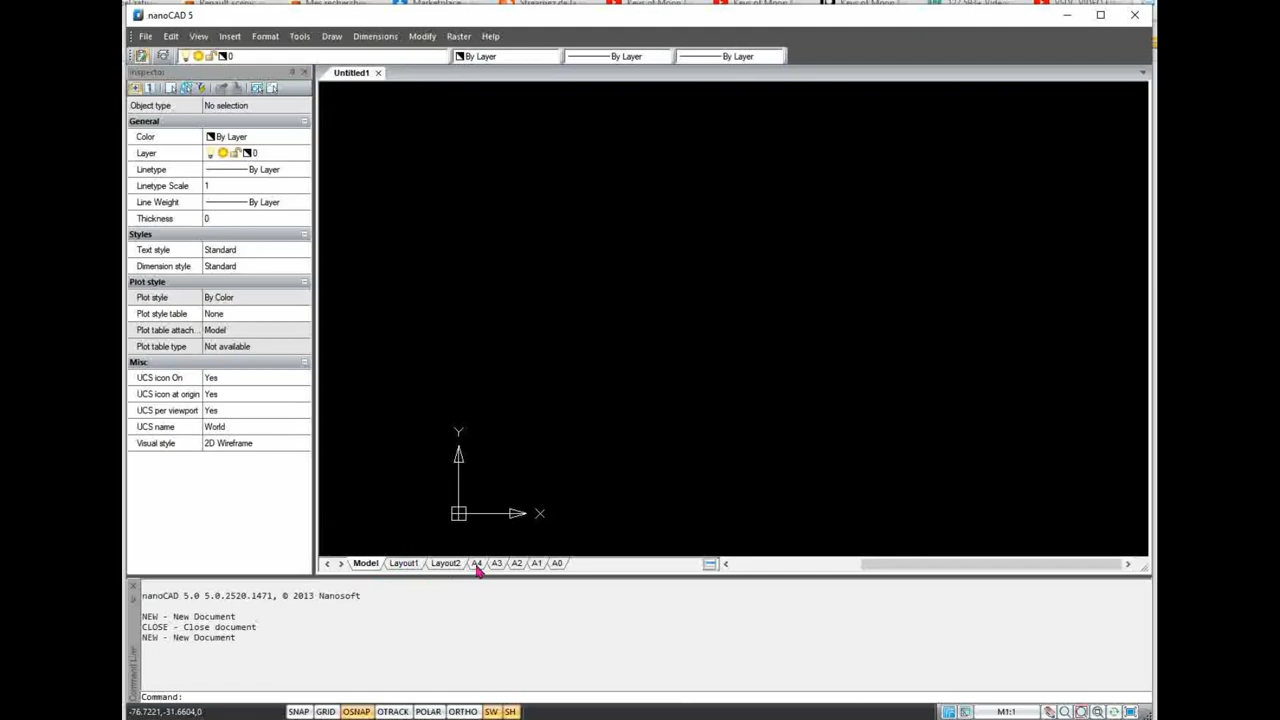 nanoCAD 5
File Edit View Insert Format Tools Draw Dimensions Modify Raster Help
0 By Layer By Layer By Layer
Inspector
Untitled1
Object type No selection
General
Color By Layer
Layer 0
Linetype By Layer
Linetype Scale 1
Line Weight By Layer
Thickness 0
Styles
Text style Standard
Dimension style Standard
Plot style
Plot style By Color
Plot style table None
Plot table attach... Model
Plot table type Not available
Misc
UCS icon On Yes
UCS icon at origin Yes
UCS per viewport Yes
UCS name World
Visual style 2D Wireframe
Y
X
Model Layout1 Layout2 A4 A3 A2 A1 A0
nanoCAD 5.0 5.0.2520.1471, © 2013 Nanosoft
NEW - New Document
CLOSE - Close document
NEW - New Document
Command Line
Command:
-76.7221,-31.6604,0 SNAP GRID OSNAP OTRACK POLAR ORTHO SW SH M1:1